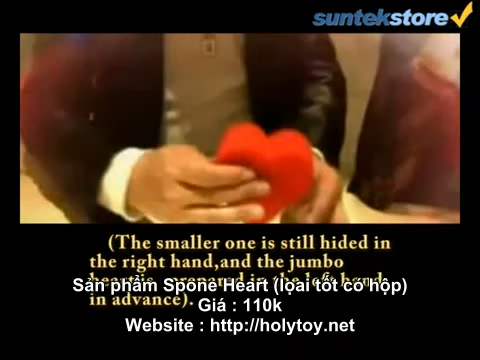 suntekstore
(The smaller one is still hided in
the right hand,and the jumbo
in advance).
Sản phẩm Spone Heart (loại tốt có hộp)
Giá : 110k
Website : http://holytoy.net